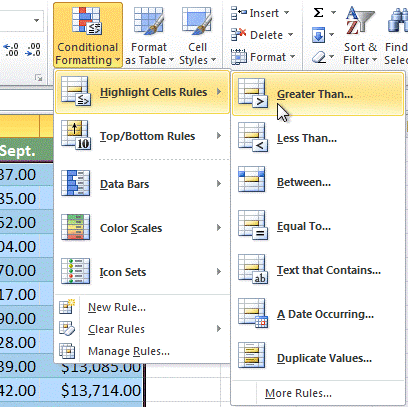 Conditional Formatting
Format as Table
Cell Styles
Insert
Delete
Format
Sort & Filter
Find & Select
Highlight Cells Rules
Top/Bottom Rules
Data Bars
Color Scales
Icon Sets
New Rule...
Clear Rules
Manage Rules...
Greater Than...
Less Than...
Between...
Equal To...
Text that Contains...
A Date Occurring...
Duplicate Values...
More Rules...
Sept.
37.00
35.00
52.00
04.00
70.00
17.00
90.00
28.00
39.00 $13,085.00
42.00 $13,714.00